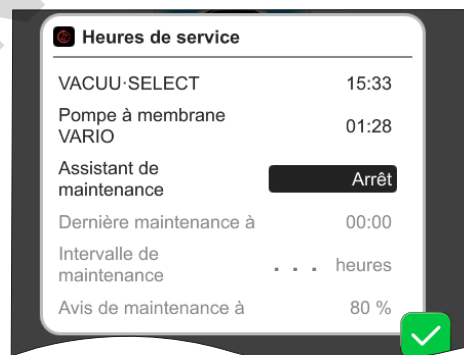 Heures de service
VACUU·SELECT 15:33
Pompe à membrane
VARIO 01:28
Assistant de
maintenance Arrêt
Dernière maintenance à 00:00
Intervalle de
maintenance . . . heures
Avis de maintenance à 80 %